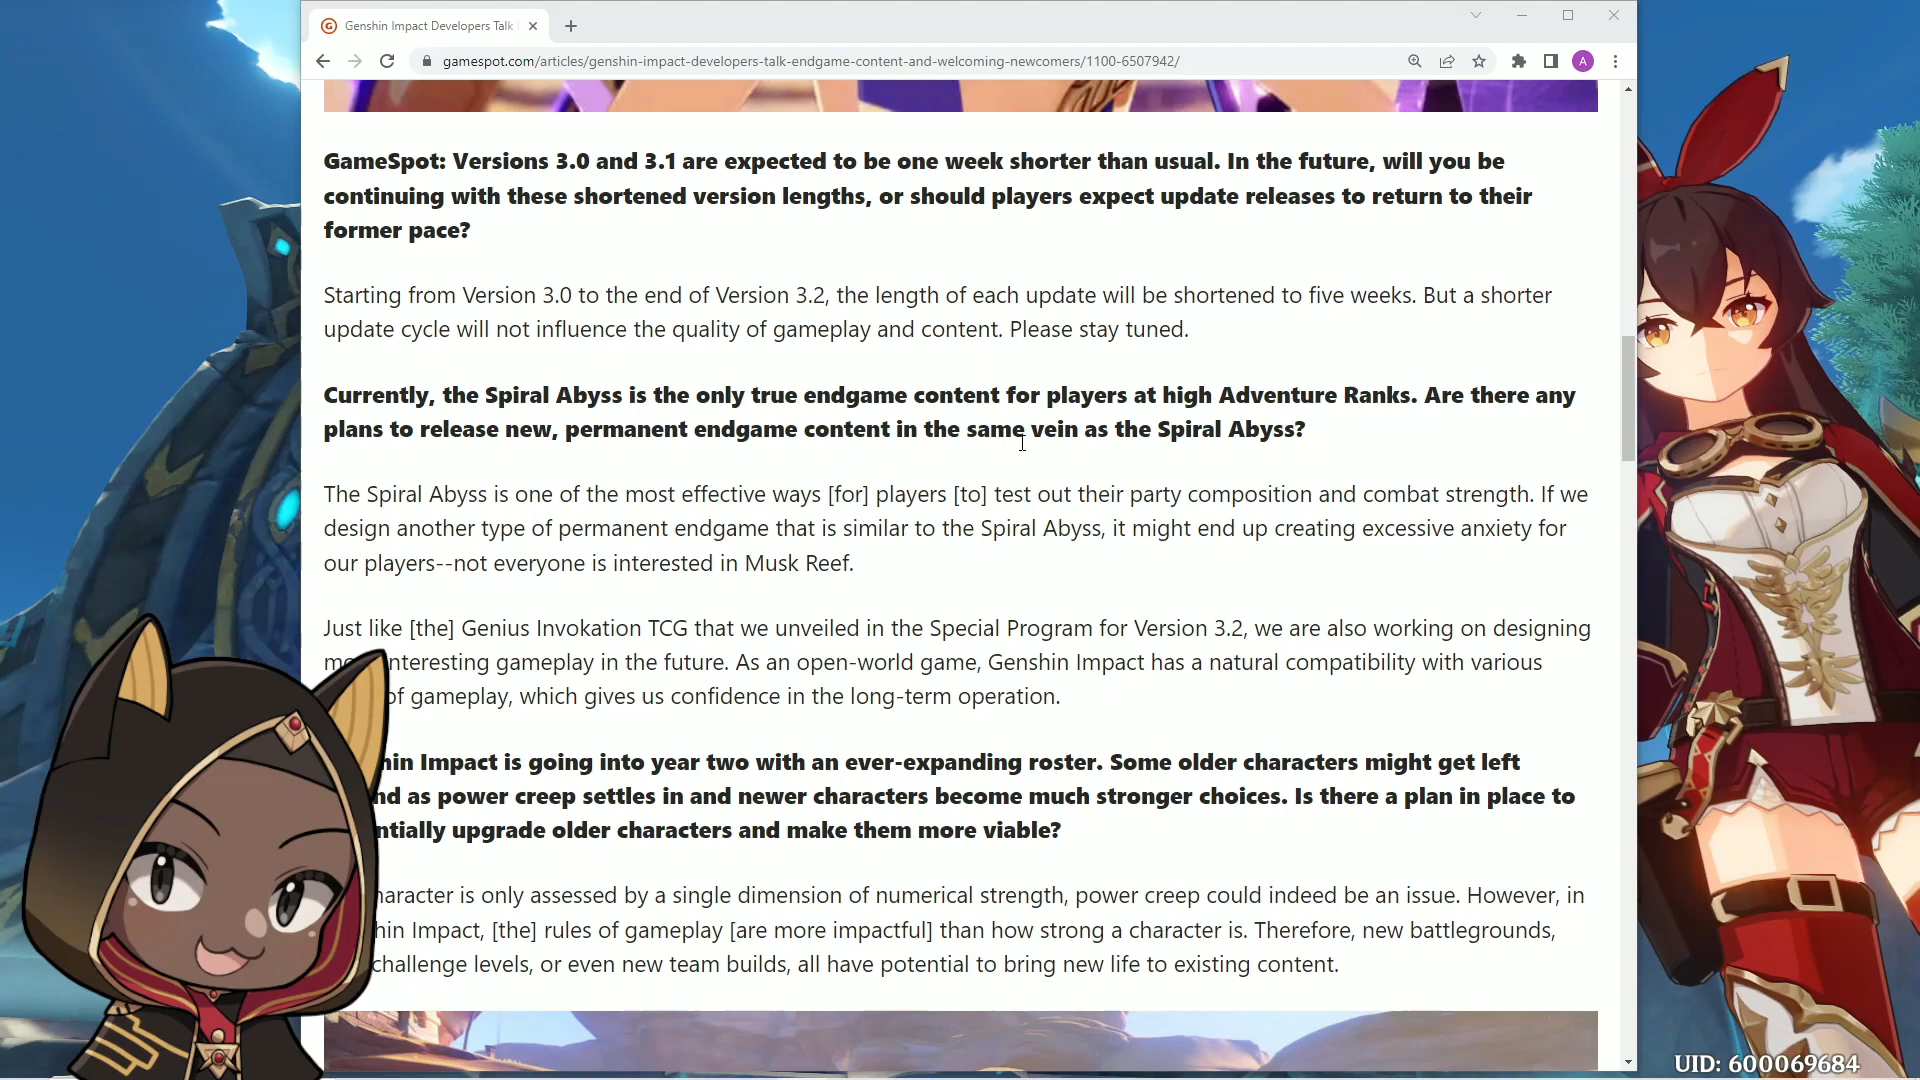 Genshin Impact Developers Talk
gamespot.com/articles/genshin-impact-developers-talk-endgame-content-and-welcoming-newcomers/1100-6507942/
A
GameSpot: Versions 3.0 and 3.1 are expected to be one week shorter than usual. In the future, will you be
continuing with these shortened version lengths, or should players expect update releases to return to their
former pace?
Starting from Version 3.0 to the end of Version 3.2, the length of each update will be shortened to five weeks. But a shorter
update cycle will not influence the quality of gameplay and content. Please stay tuned.
Currently, the Spiral Abyss is the only true endgame content for players at high Adventure Ranks. Are there any
plans to release new, permanent endgame content in the same vein as the Spiral Abyss?
The Spiral Abyss is one of the most effective ways [for] players [to] test out their party composition and combat strength. If we
design another type of permanent endgame that is similar to the Spiral Abyss, it might end up creating excessive anxiety for
our players--not everyone is interested in Musk Reef.
Just like [the] Genius Invokation TCG that we unveiled in the Special Program for Version 3.2, we are also working on designing
interesting gameplay in the future. As an open-world game, Genshin Impact has a natural compatibility with various
of gameplay, which gives us confidence in the long-term operation.
hin Impact is going into year two with an ever-expanding roster. Some older characters might get left
nd as power creep settles in and newer characters become much stronger choices. Is there a plan in place to
ntially upgrade older characters and make them more viable?
haracter is only assessed by a single dimension of numerical strength, power creep could indeed be an issue. However, in
hin Impact, [the] rules of gameplay [are more impactful] than how strong a character is. Therefore, new battlegrounds,
challenge levels, or even new team builds, all have potential to bring new life to existing content.
UID: 600069684